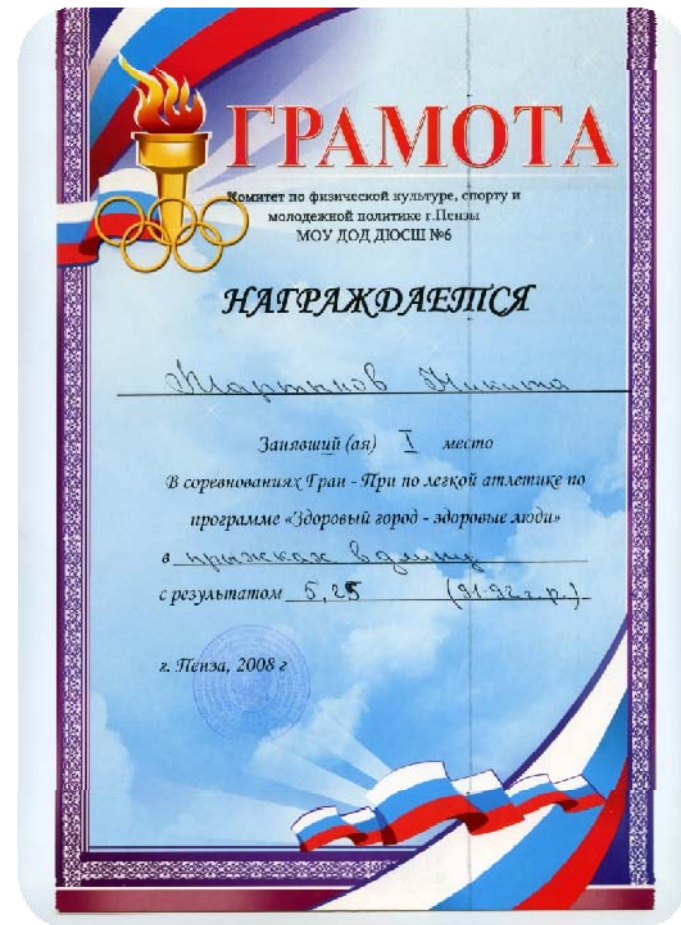 ГРАМОТА
Комитет по физической культуре, спорту и
молодежной политике г.Пензы
МОУ ДОД ДЮСШ №6
НАГРАЖДАЕТСЯ
Мартынов Никита
Занявший (ая) I место
В соревнованиях Гран - При по легкой атлетике по
программе «Здоровый город - здоровые люди»
в прыжках в длину
с результатом 5,25 (91-92 г.р.)
г. Пенза, 2008 г